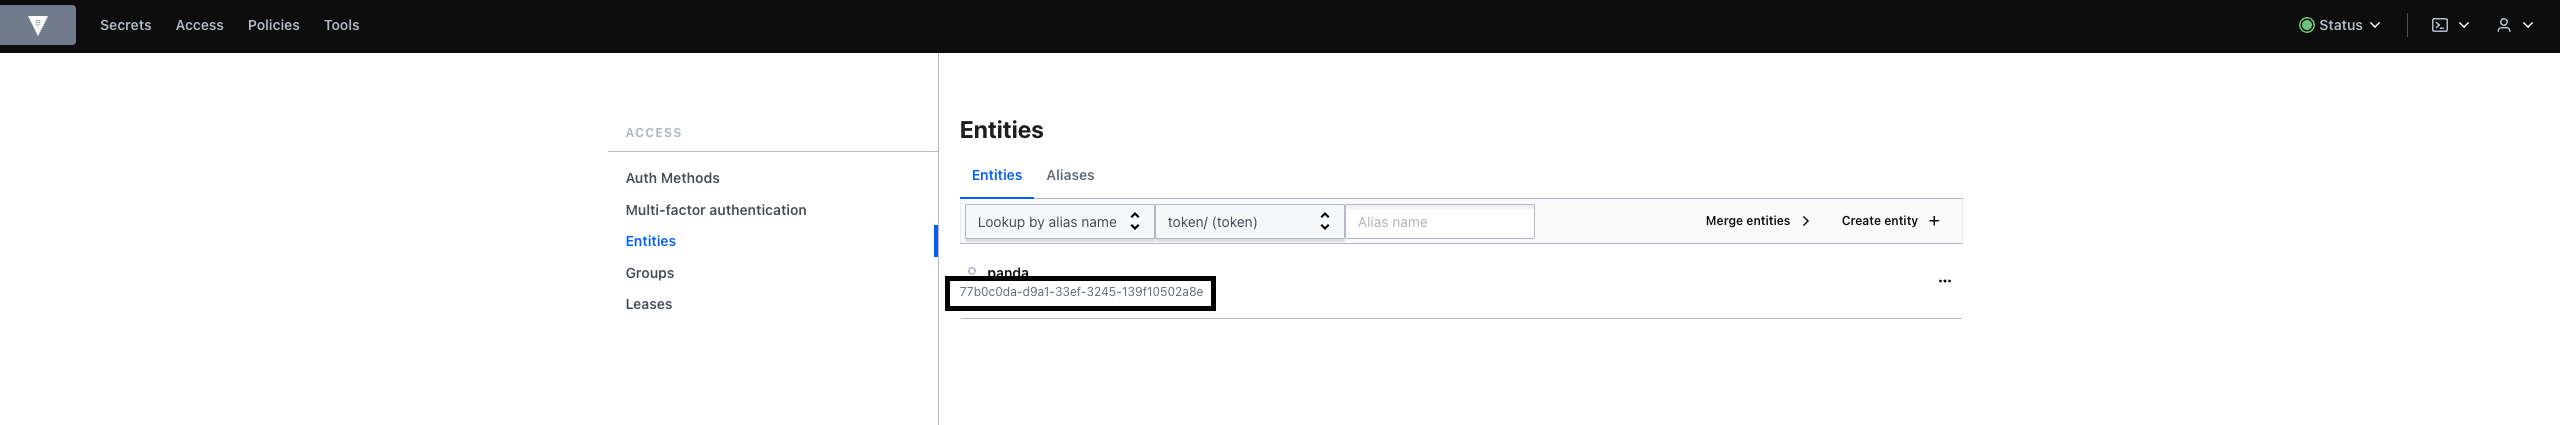 Secrets Access Policies Tools Status
ACCESS
Auth Methods
Multi-factor authentication
Entities
Groups
Leases
Entities
Entities Aliases
Lookup by alias name token/ (token) Alias name Merge entities Create entity
panda
77b0c0da-d9a1-33ef-3245-139f10502a8e